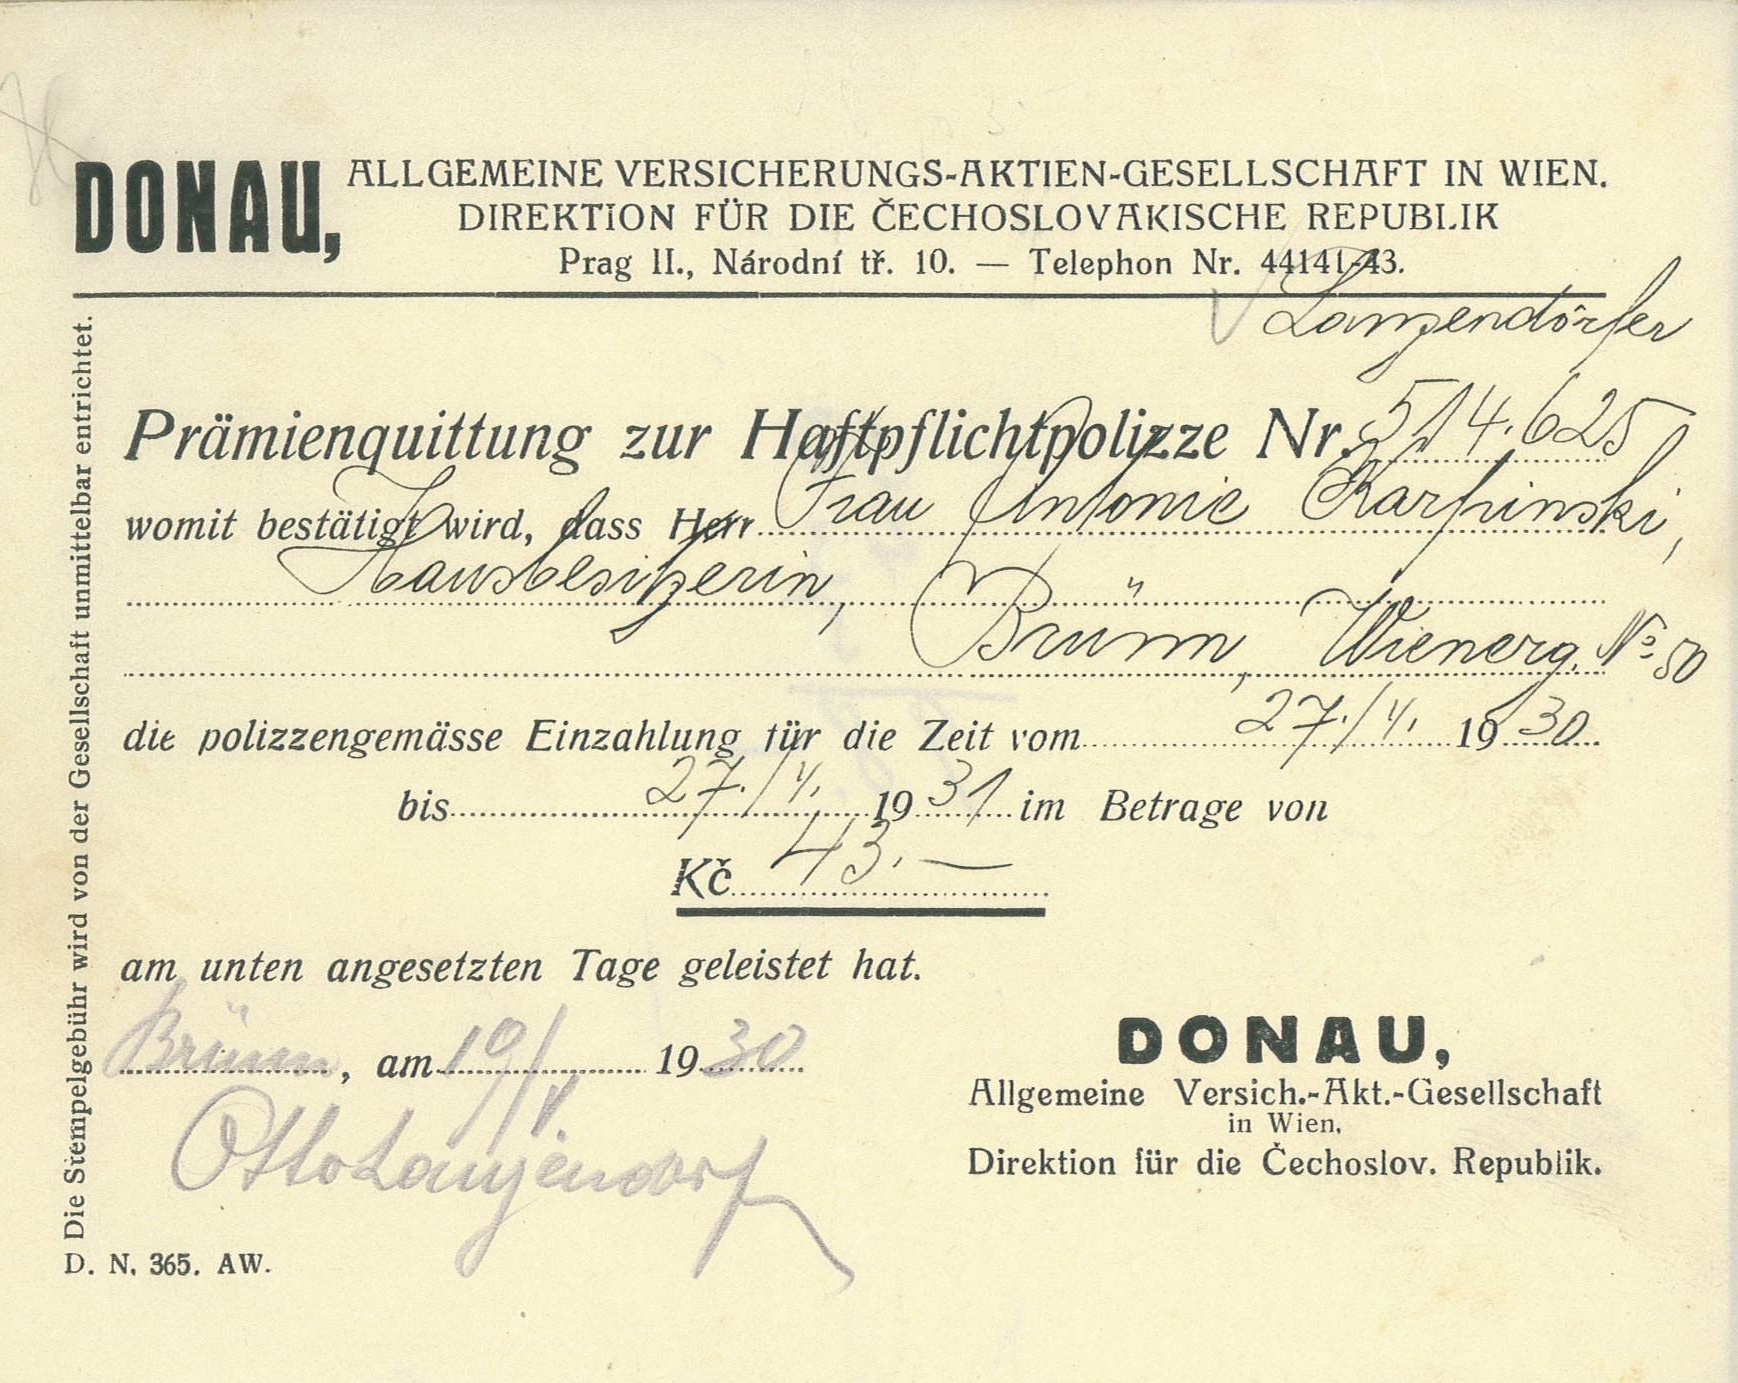 DONAU, ALLGEMEINE VERSICHERUNGS-AKTIEN-GESELLSCHAFT IN WIEN.
DIREKTION FÜR DIE ČECHOSLOVAKISCHE REPUBLIK
Prag II., Národní tř. 10. — Telephon Nr. 44141-43.
Langendörfer
Prämienquittung zur Haftpflichtpolizze Nr. 514.625
womit bestätigt wird, dass Herr Frau Antonie Karpinski,
Hausbesitzerin,
Brünn, Wienerg. No 50
die polizzengemässe Einzahlung für die Zeit vom 27./V. 1930
bis 27./V. 1931 im Betrage von
Kč 43.—
am unten angesetzten Tage geleistet hat.
Brünn, am 19/V. 1930
Otto Langendorf
DONAU,
Allgemeine Versich.-Akt.-Gesellschaft
in Wien,
Direktion für die Čechoslov. Republik.
Die Stempelgebühr wird von der Gesellschaft unmittelbar entrichtet.
D. N. 365. AW.